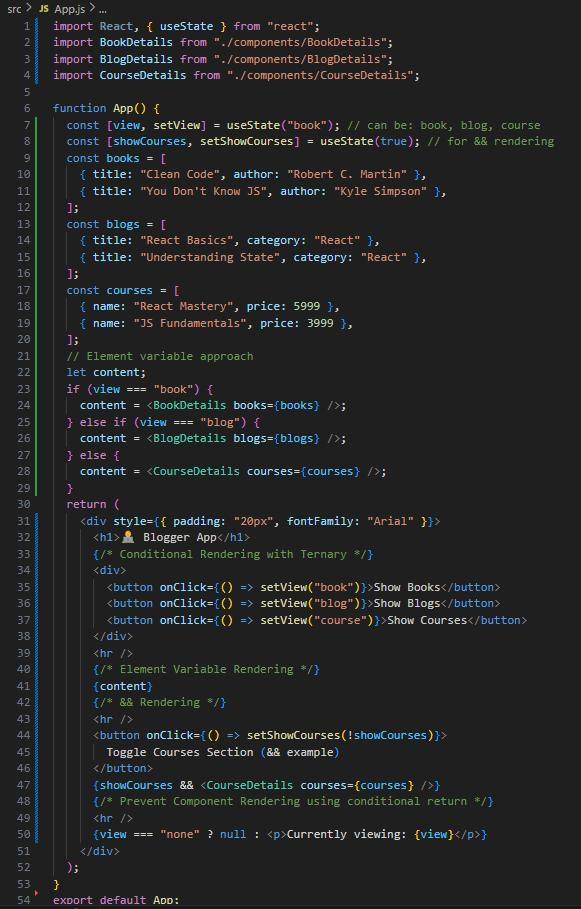 src > JS App.js > ...
1 import React, { useState } from "react";
2 import BookDetails from "./components/BookDetails";
3 import BlogDetails from "./components/BlogDetails";
4 import CourseDetails from "./components/CourseDetails";
5
6 function App() {
7   const [view, setView] = useState("book"); // can be: book, blog, course
8   const [showCourses, setShowCourses] = useState(true); // for && rendering
9   const books = [
10     { title: "Clean Code", author: "Robert C. Martin" },
11     { title: "You Don't Know JS", author: "Kyle Simpson" },
12   ];
13   const blogs = [
14     { title: "React Basics", category: "React" },
15     { title: "Understanding State", category: "React" },
16   ];
17   const courses = [
18     { name: "React Mastery", price: 5999 },
19     { name: "JS Fundamentals", price: 3999 },
20   ];
21   // Element variable approach
22   let content;
23   if (view === "book") {
24     content = <BookDetails books={books} />;
25   } else if (view === "blog") {
26     content = <BlogDetails blogs={blogs} />;
27   } else {
28     content = <CourseDetails courses={courses} />;
29   }
30   return (
31     <div style={{ padding: "20px", fontFamily: "Arial" }}>
32       <h1>🧑‍💻 Blogger App</h1>
33       {/* Conditional Rendering with Ternary */}
34       <div>
35         <button onClick={() => setView("book")}>Show Books</button>
36         <button onClick={() => setView("blog")}>Show Blogs</button>
37         <button onClick={() => setView("course")}>Show Courses</button>
38       </div>
39       <hr />
40       {/* Element Variable Rendering */}
41       {content}
42       {/* && Rendering */}
43       <hr />
44       <button onClick={() => setShowCourses(!showCourses)}>
45         Toggle Courses Section (&& example)
46       </button>
47       {showCourses && <CourseDetails courses={courses} />}
48       {/* Prevent Component Rendering using conditional return */}
49       <hr />
50       {view === "none" ? null : <p>Currently viewing: {view}</p>}
51     </div>
52   );
53 }
54 export default App;